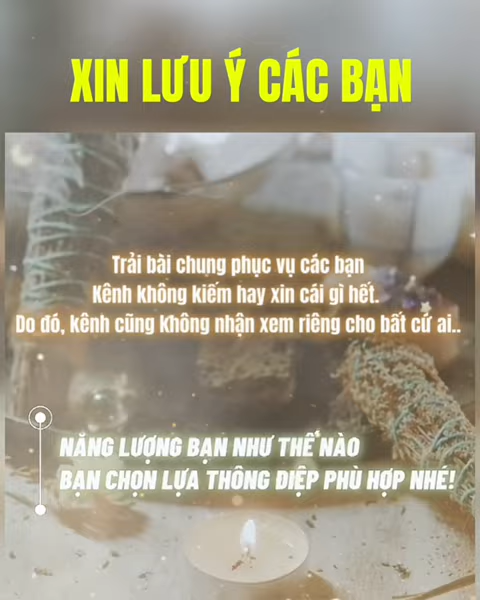 XIN LƯU Ý CÁC BẠN
Trải bài chung phục vụ các bạn
Kênh không kiếm hay xin cái gì hết.
Do đó, kênh cũng không nhận xem riêng cho bất cứ ai..
NĂNG LƯỢNG BẠN NHƯ THẾ NÀO
BẠN CHỌN LỰA THÔNG ĐIỆP PHÙ HỢP NHÉ!